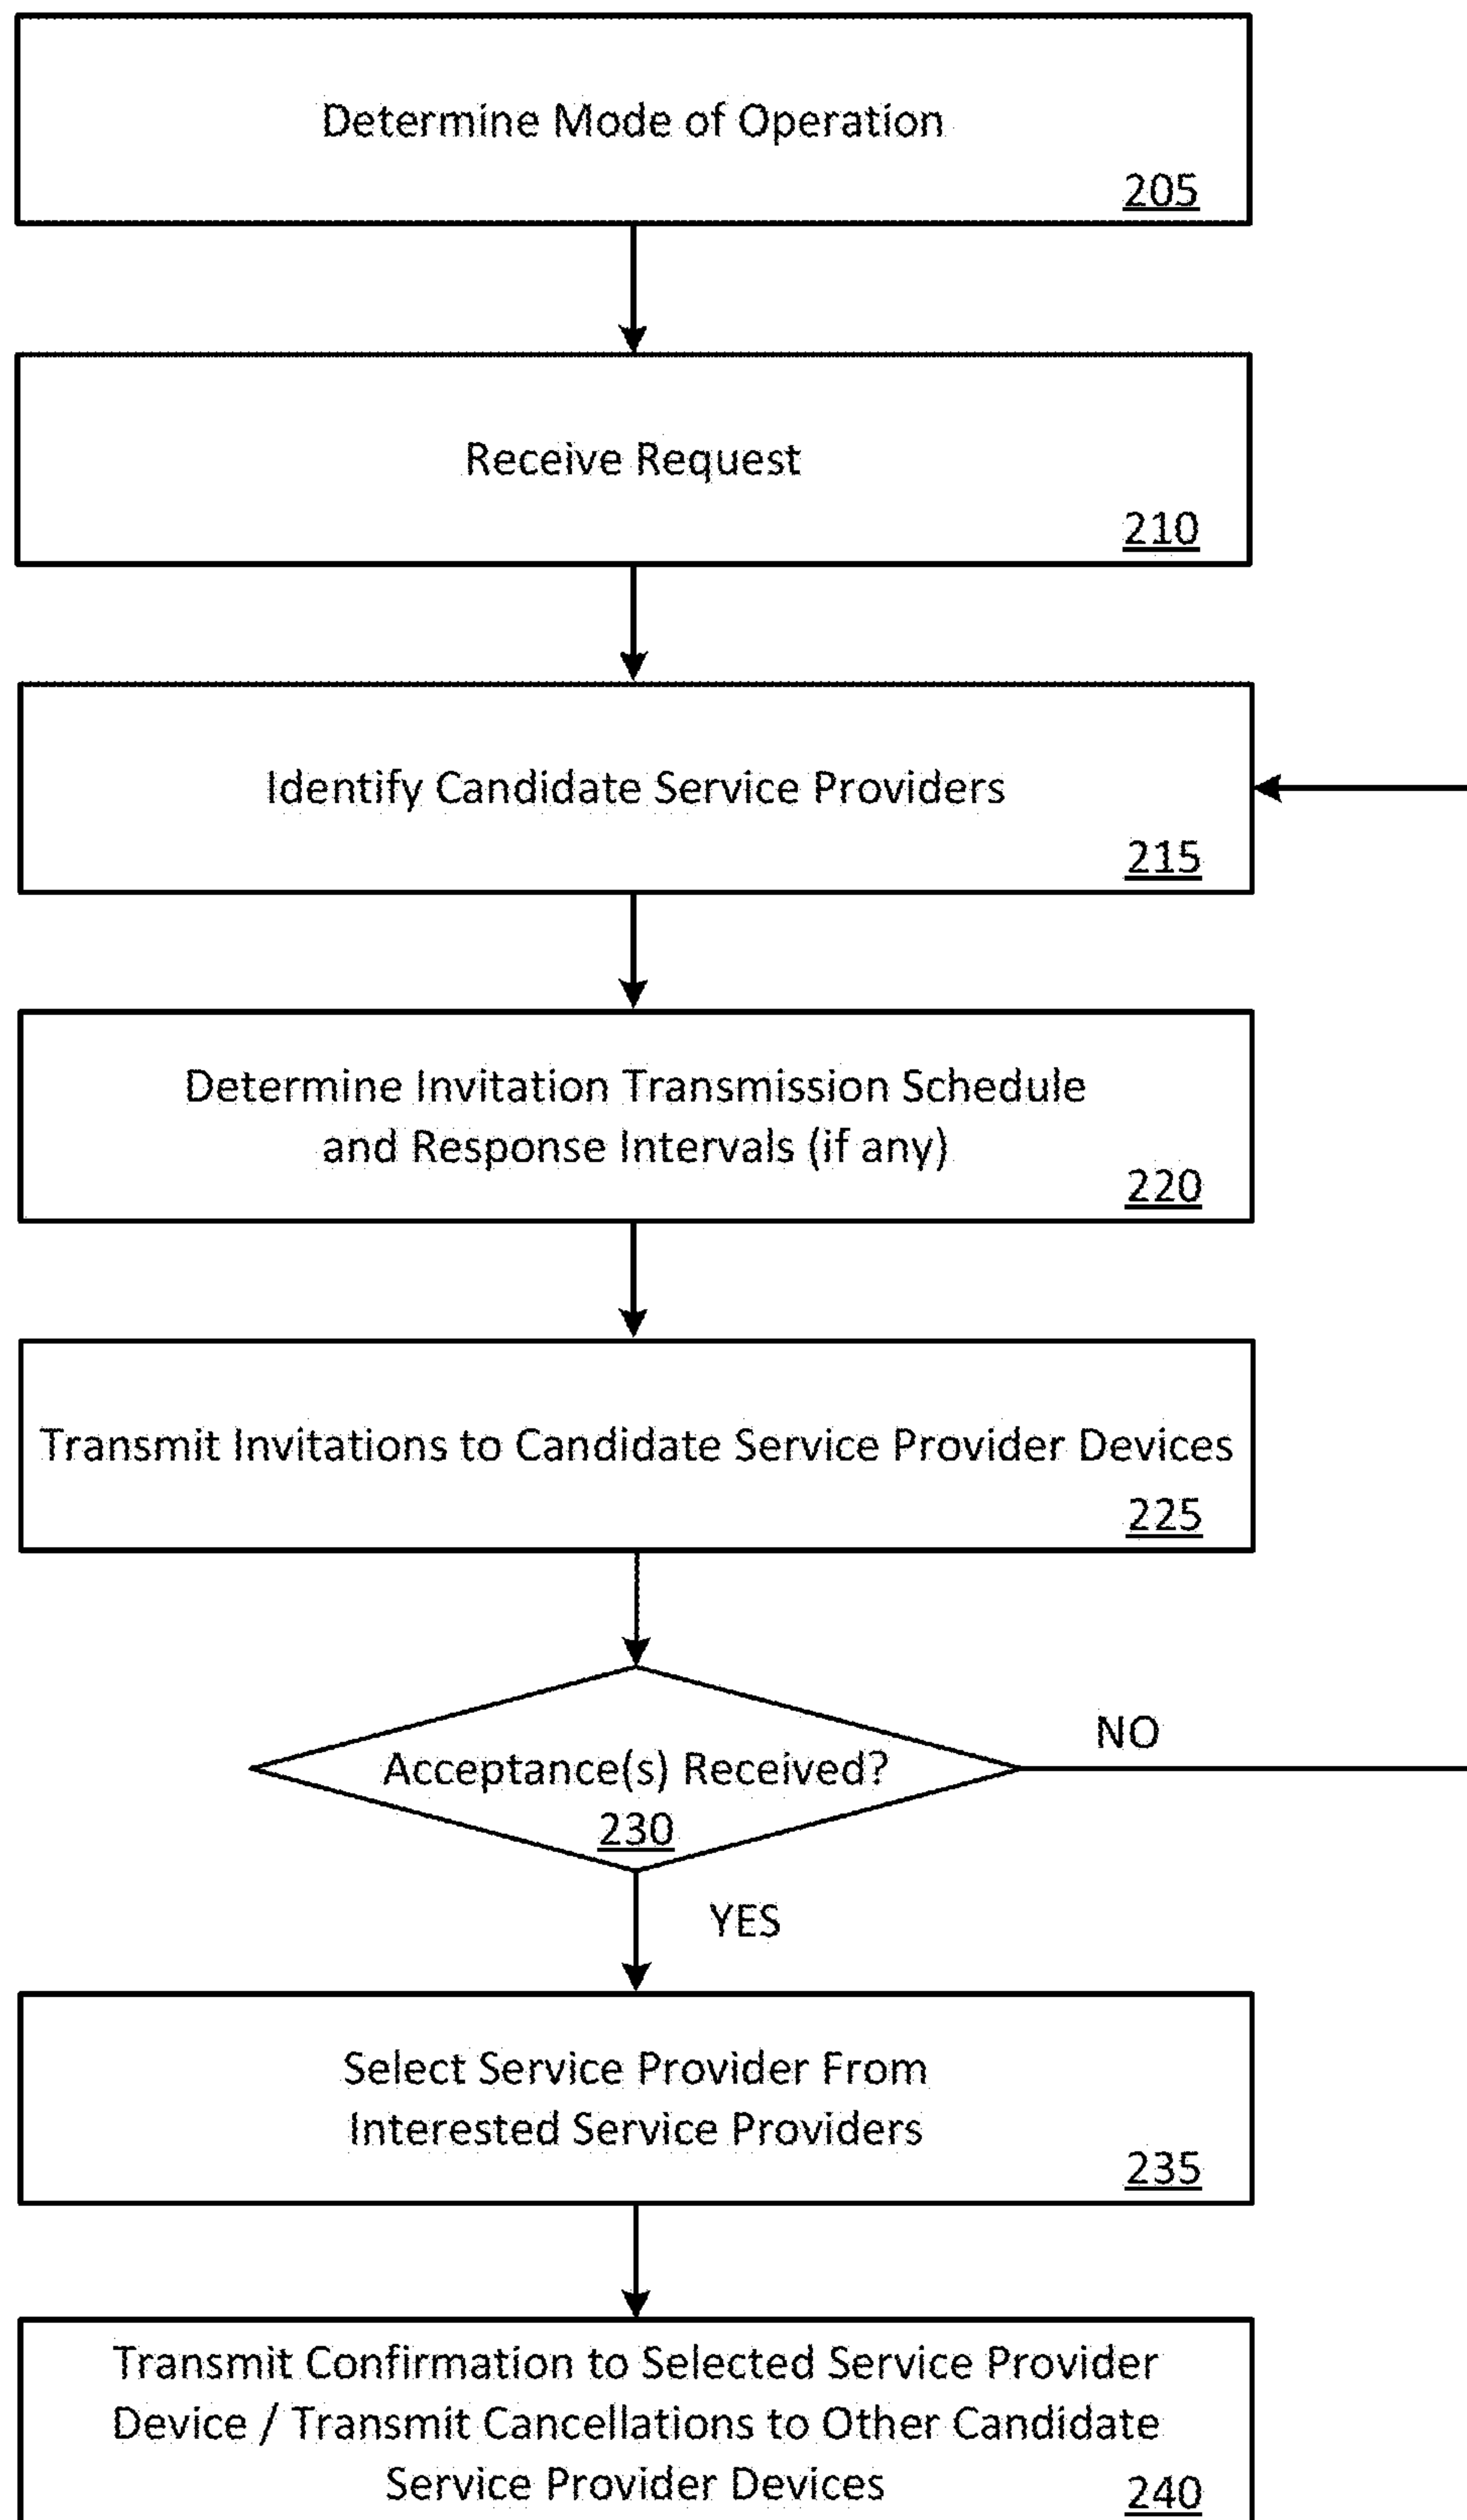 Determine Mode of Operation
205
Receive Request
210
Identify Candidate Service Providers
215
Determine Invitation Transmission Schedule
and Response Intervals (if any)
220
Transmit Invitations to Candidate Service Provider Devices
225
Acceptance(s) Received?
230
NO
YES
Select Service Provider From
Interested Service Providers
235
Transmit Confirmation to Selected Service Provider
Device / Transmit Cancellations to Other Candidate
Service Provider Devices
240